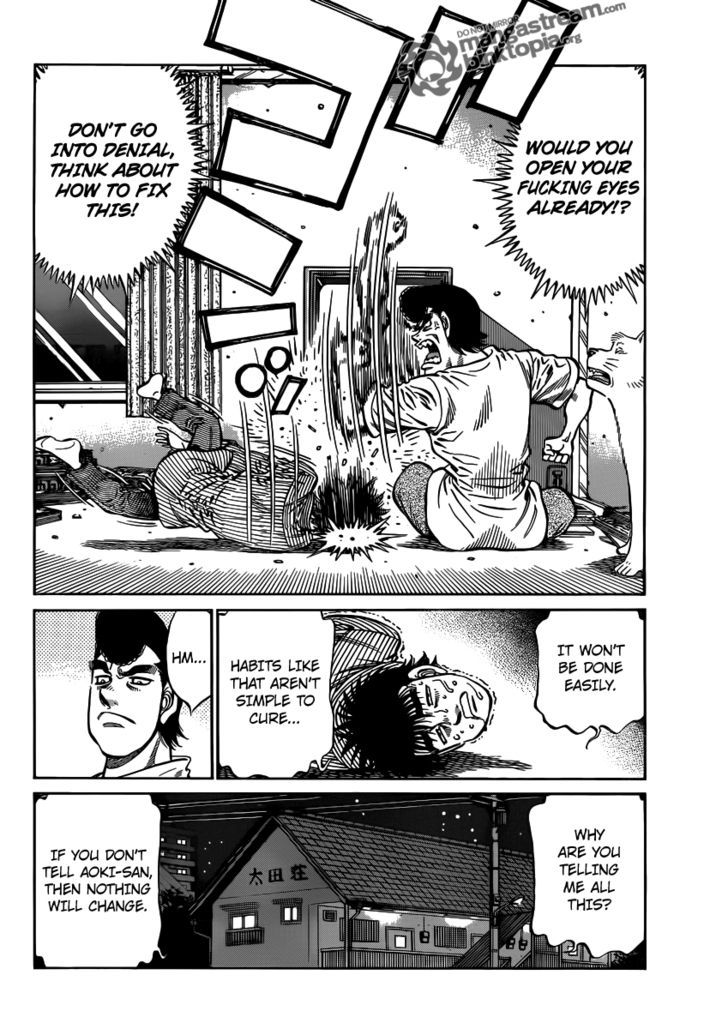 DO NOT MIRROR
mangastream.com
binktopia.org
WOULD YOU
OPEN YOUR
FUCKING EYES
ALREADY!?
DON'T GO
INTO DENIAL,
THINK ABOUT
HOW TO FIX
THIS!
IT WON'T
BE DONE
EASILY.
HABITS LIKE
THAT AREN'T
SIMPLE TO
CURE...
HM...
WHY
ARE YOU
TELLING
ME ALL
THIS?
IF YOU DON'T
TELL AOKI-SAN,
THEN NOTHING
WILL CHANGE.
太田荘